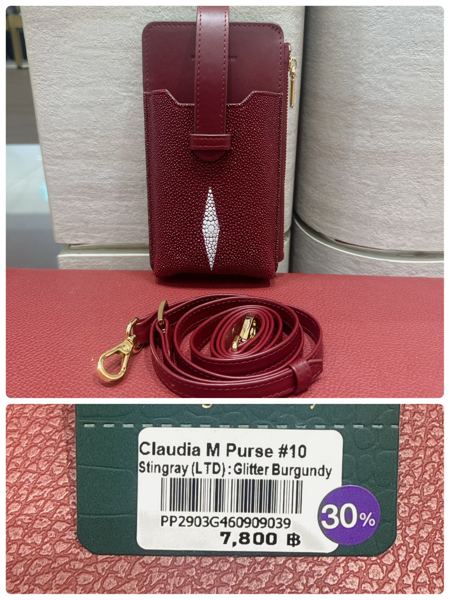 Claudia M Purse #10
Stingray (LTD) : Glitter Burgundy
PP2903G460909039
7,800 ฿
30%